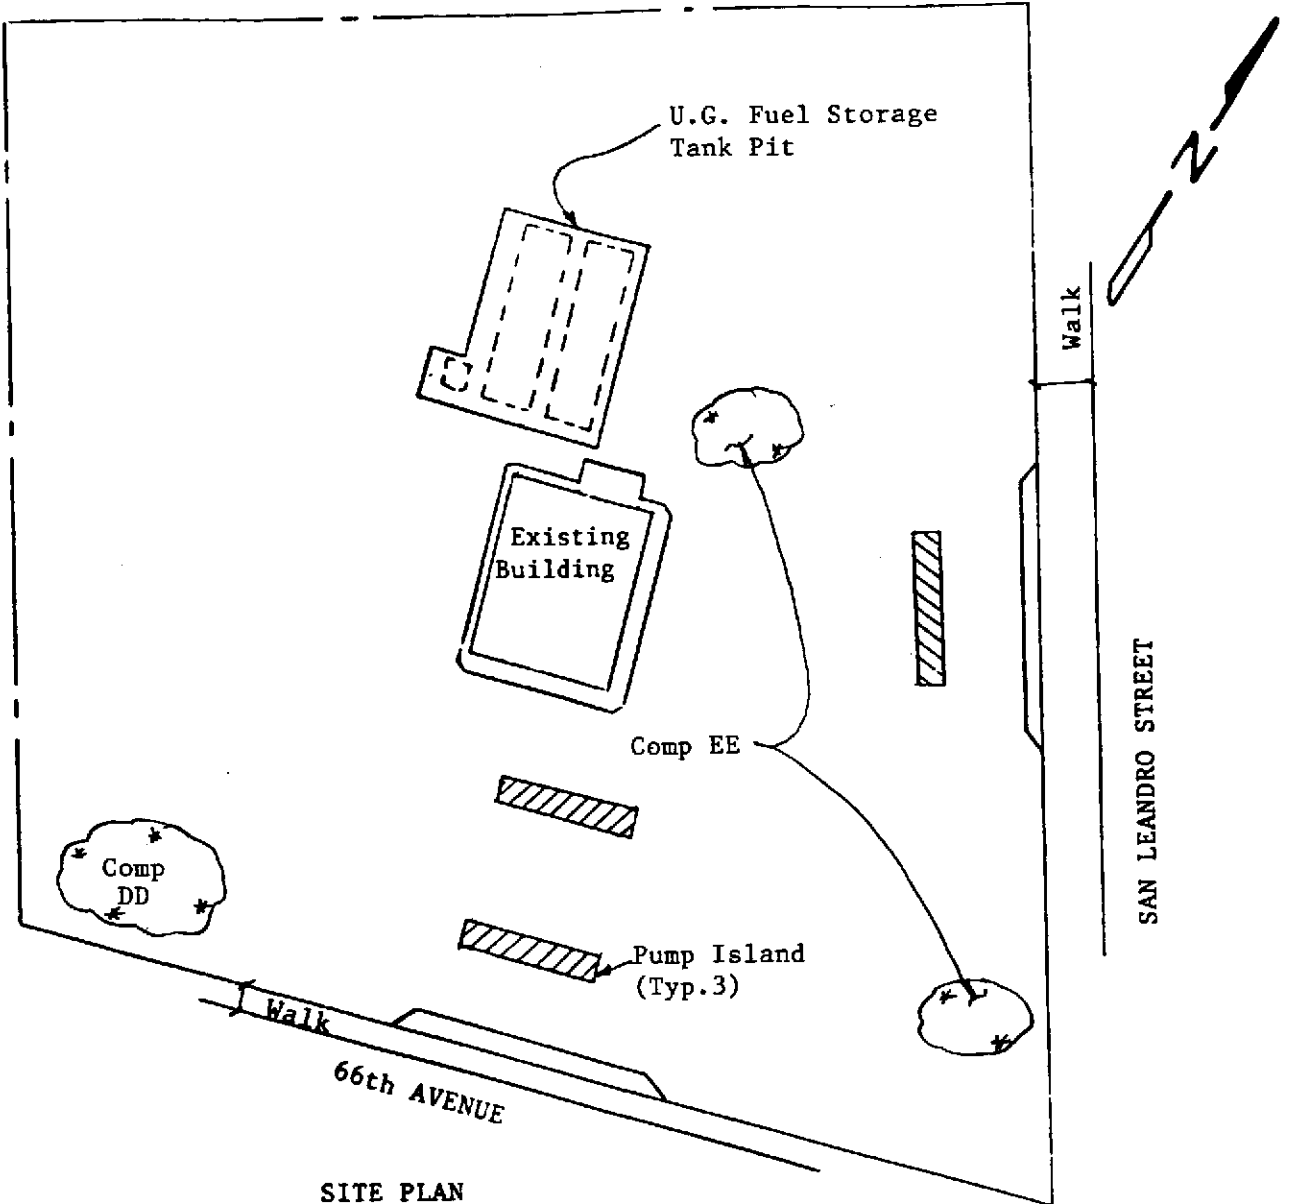 U.G. Fuel Storage
Tank Pit
N
Walk
Existing
Building
Comp EE
SAN LEANDRO STREET
Comp
DD
Pump Island
(Typ.3)
Walk
66th AVENUE
SITE PLAN